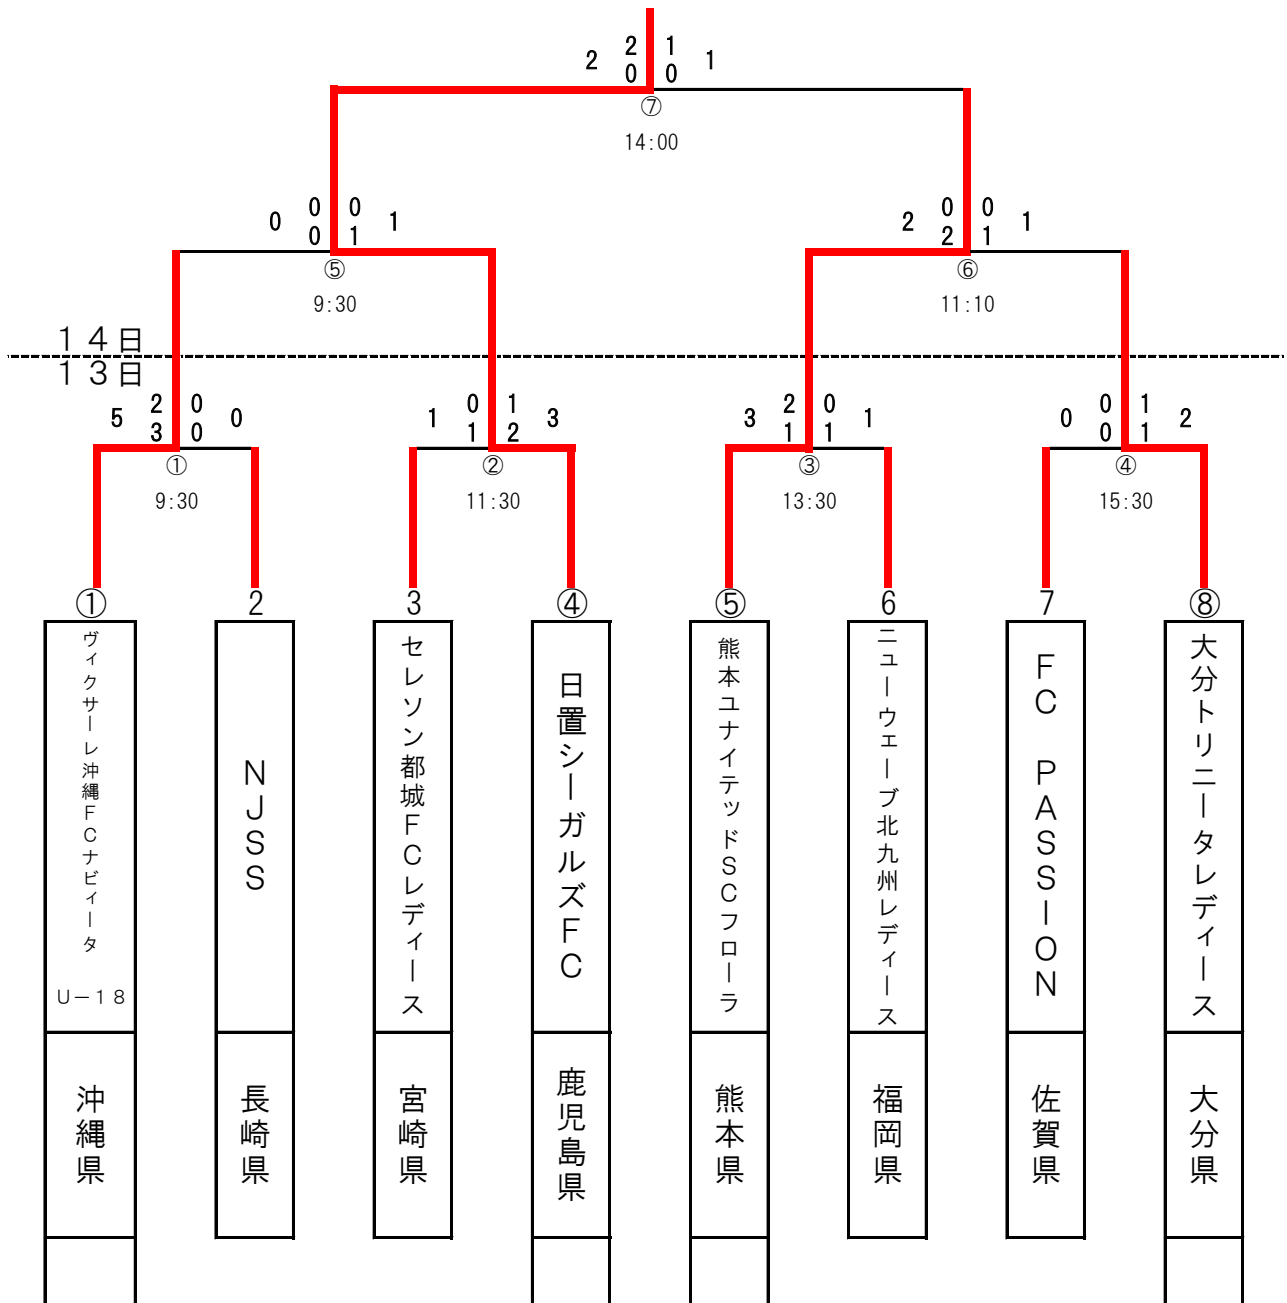 2 2 1 1
0 0
⑦
14:00
0 0 0 1
0 1
⑤
9:30
2 0 0 1
2 1
⑥
11:10
14日
13日
5 2 0 0
3 0
①
9:30
1 0 1 3
1 2
②
11:30
3 2 0 1
1 1
③
13:30
0 0 1 2
0 1
④
15:30
① 2 3 ④ ⑤ 6 7 ⑧
ヴィクサーレ沖縄FCナビィータ
U－18
NJSS
セレソン都城FCレディース
日置シーガルズFC
熊本ユナイテッドSCフローラ
ニューウェーブ北九州レディース
FC PASSION
大分トリニータレディース
沖縄県
長崎県
宮崎県
鹿児島県
熊本県
福岡県
佐賀県
大分県